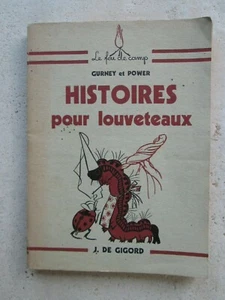 Le feu de camp
GURNEY et POWER
HISTOIRES
pour louveteaux
J. DE GIGORD